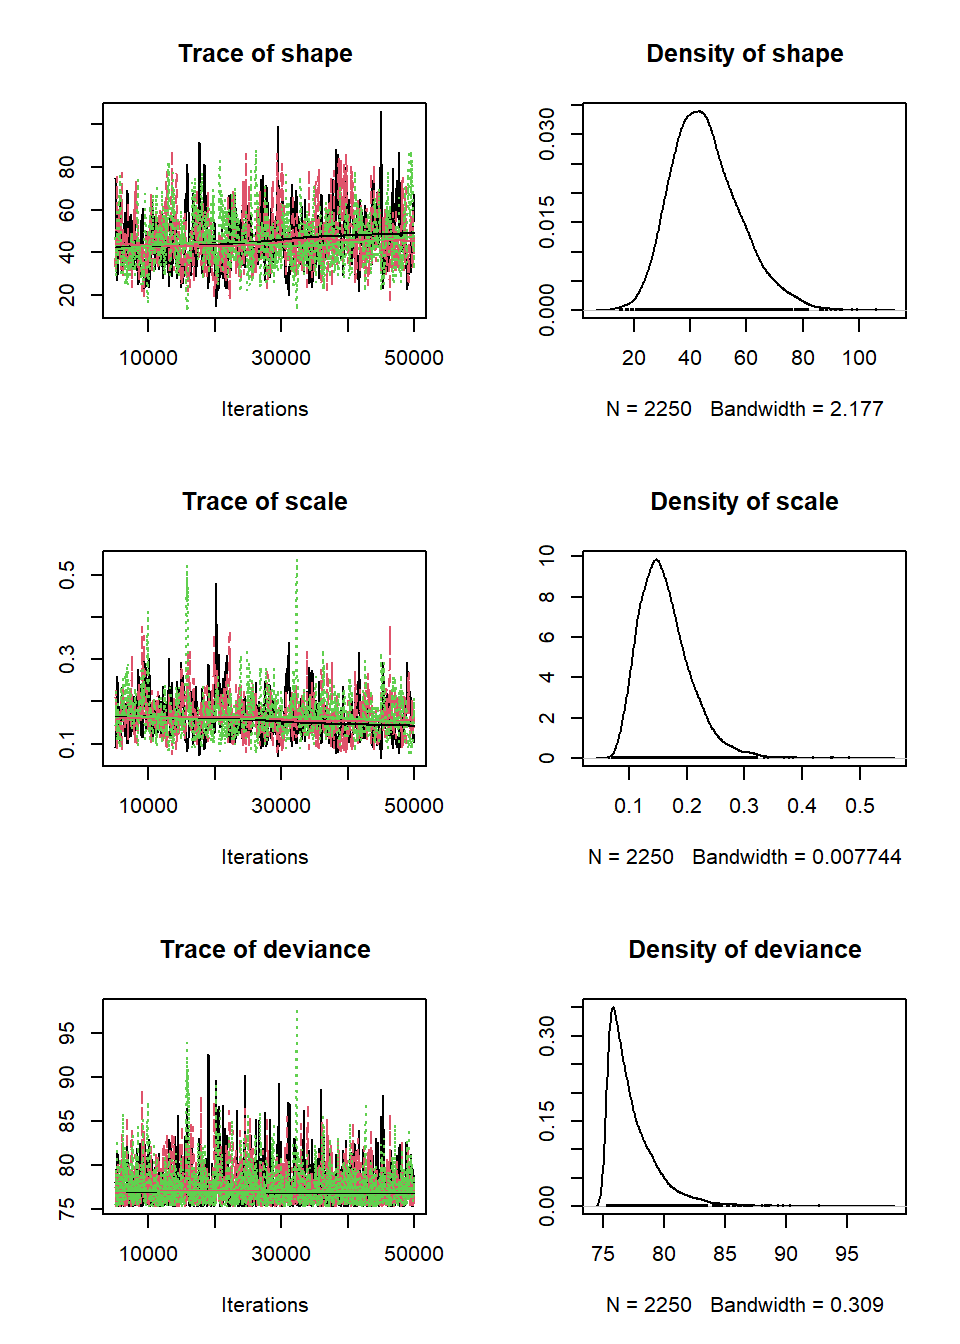 Trace of shape
Density of shape
80
60
40
20
10000 30000 50000
Iterations
0.030
0.015
0.000
20 40 60 80 100
N = 2250 Bandwidth = 2.177
Trace of scale
Density of scale
0.5
0.3
0.1
10000 30000 50000
Iterations
10
8
6
4
2
0
0.1 0.2 0.3 0.4 0.5
N = 2250 Bandwidth = 0.007744
Trace of deviance
Density of deviance
95
90
85
80
75
10000 30000 50000
Iterations
0.30
0.15
0.00
75 80 85 90 95
N = 2250 Bandwidth = 0.309